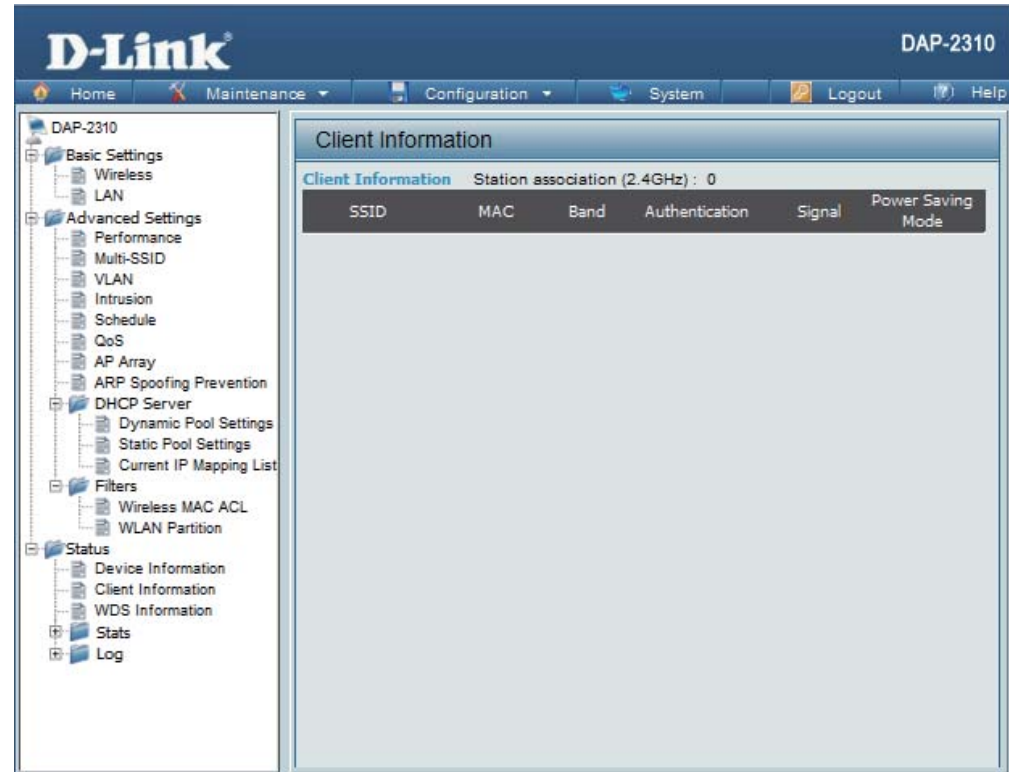 D-Link®
DAP-2310
Home Maintenance Configuration System Logout Help
DAP-2310
Basic Settings
Wireless
LAN
Advanced Settings
Performance
Multi-SSID
VLAN
Intrusion
Schedule
QoS
AP Array
ARP Spoofing Prevention
DHCP Server
Dynamic Pool Settings
Static Pool Settings
Current IP Mapping List
Filters
Wireless MAC ACL
WLAN Partition
Status
Device Information
Client Information
WDS Information
Stats
Log
Client Information
Client Information Station association (2.4GHz) : 0
SSID MAC Band Authentication Signal Power Saving Mode